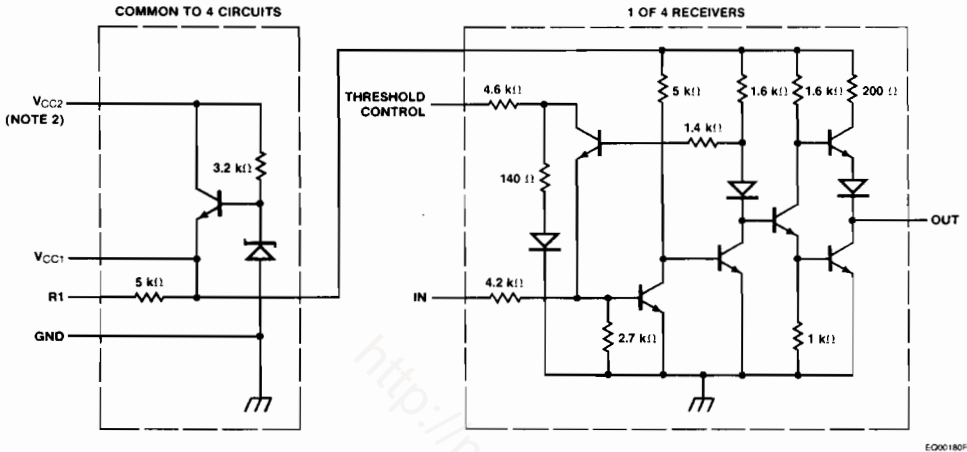 COMMON TO 4 CIRCUITS
1 OF 4 RECEIVERS
VCC2
(NOTE 2)
3.2 kΩ
VCC1
R1
5 kΩ
GND
THRESHOLD
CONTROL
4.6 kΩ
5 kΩ
1.6 kΩ
1.6 kΩ
200 Ω
1.4 kΩ
140 Ω
OUT
IN
4.2 kΩ
2.7 kΩ
1 kΩ
http://
EQ00180F